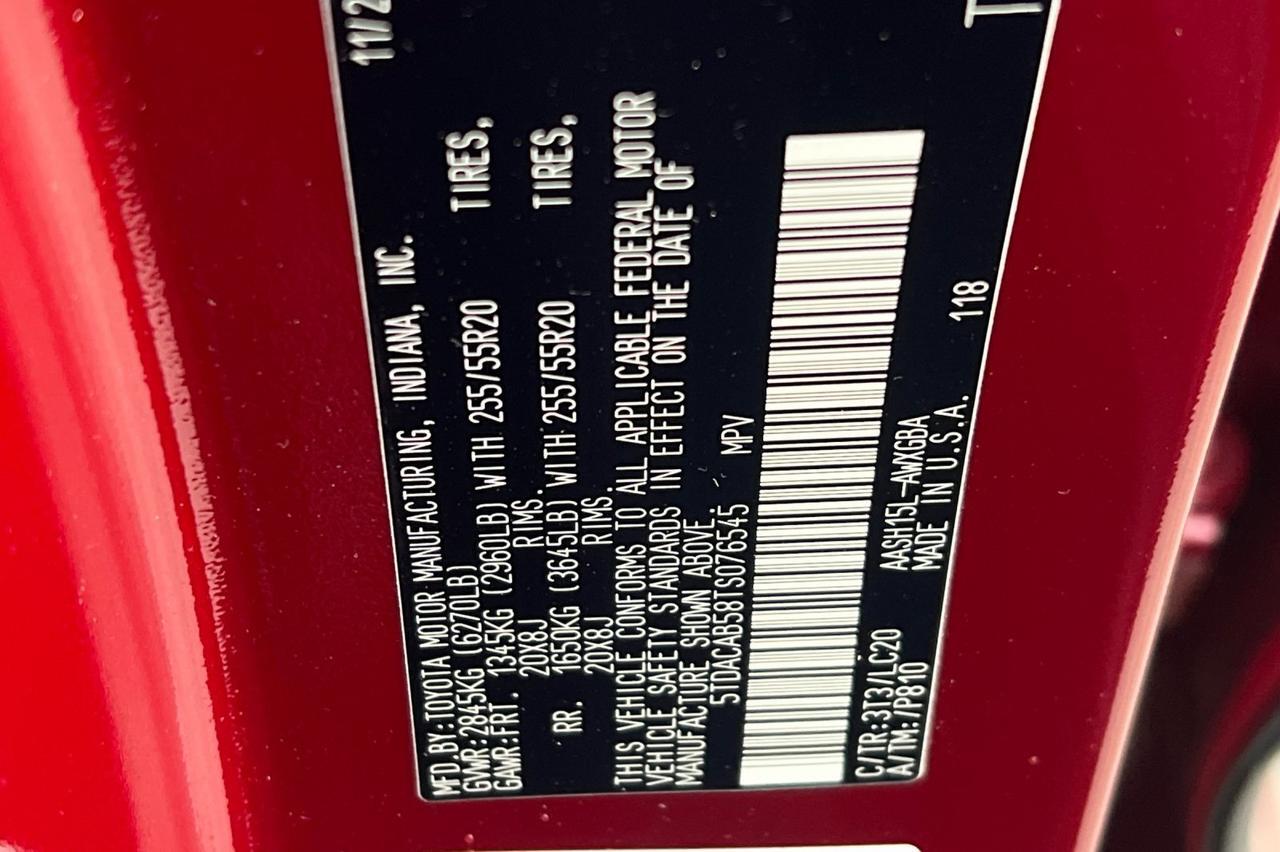 MFD.BY:TOYOTA MOTOR MANUFACTURING, INDIANA, INC. 11/2
GVWR:2845KG (6270LB)
GAWR:FRT. 1345KG (2960LB) WITH 255/55R20 TIRES,
20X8J RIMS.
RR. 1650KG (3645LB) WITH 255/55R20 TIRES,
20X8J RIMS.
THIS VEHICLE CONFORMS TO ALL APPLICABLE FEDERAL MOTOR
VEHICLE SAFETY STANDARDS IN EFFECT ON THE DATE OF
MANUFACTURE SHOWN ABOVE.
5TDACAB58TS076545 MPV
C/TR:3T3/LC20 AASH15L-AWXGBA
A/TM:/P810 MADE IN U.S.A. 118
T